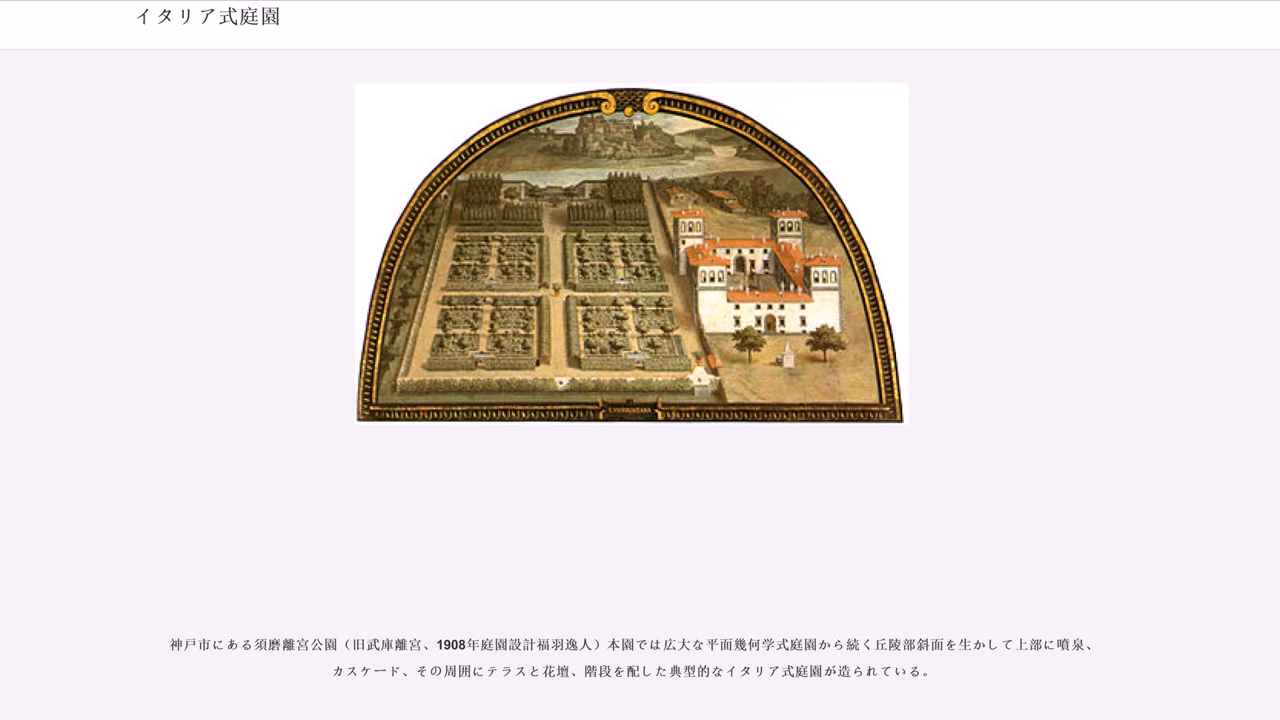 イタリア式庭園
神戸市にある須磨離宮公園（旧武庫離宮、1908年庭園設計福羽逸人）本園では広大な平面幾何学式庭園から続く丘陵部斜面を生かして上部に噴泉、
カスケード、その周囲にテラスと花壇、階段を配した典型的なイタリア式庭園が造られている。